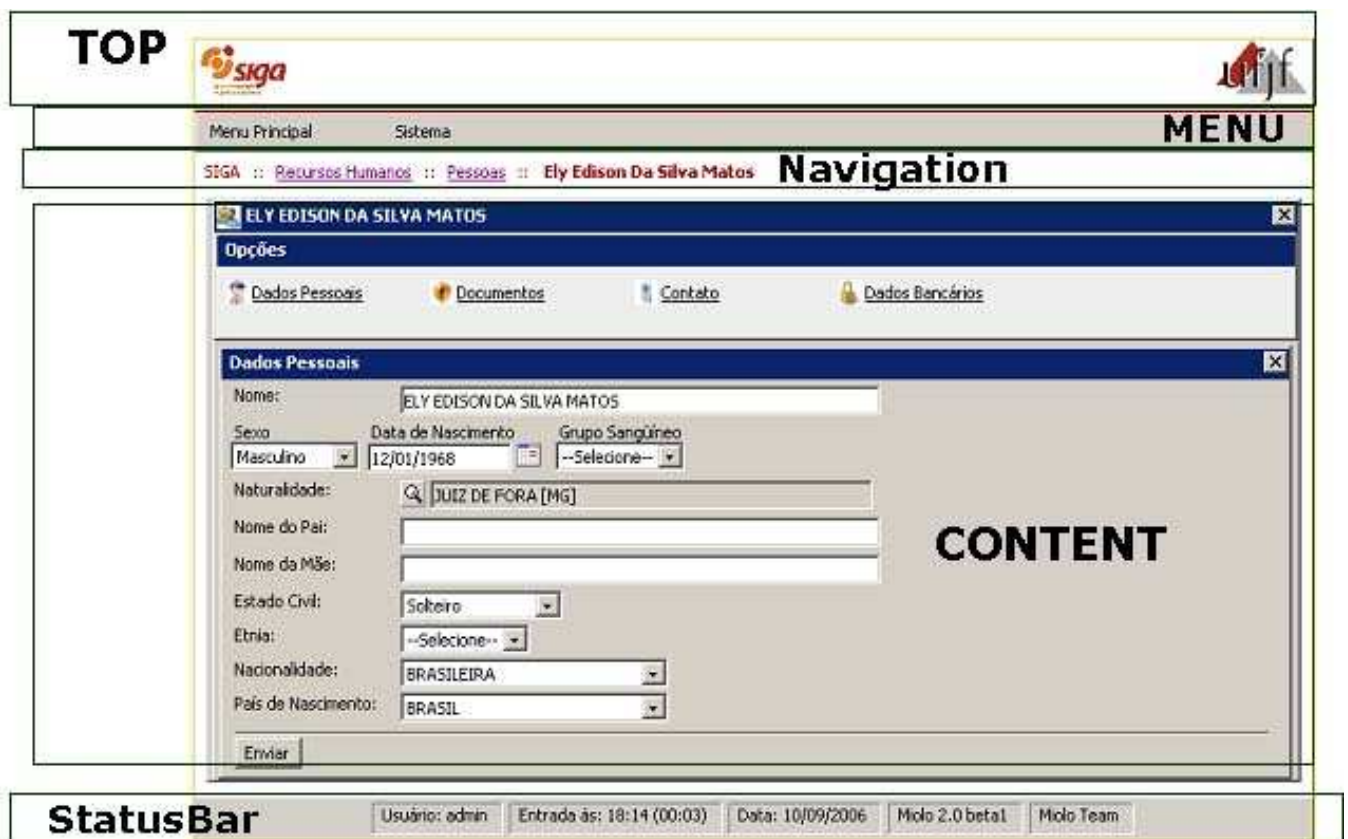 TOP
siga
ufjf
Menu Principal Sistema MENU
SIGA :: Recursos Humanos :: Pessoas :: Ely Edison Da Silva Matos Navigation
ELY EDISON DA SILVA MATOS
Opções
Dados Pessoais Documentos Contato Dados Bancários
Dados Pessoais
Nome: ELY EDISON DA SILVA MATOS
Sexo Data de Nascimento Grupo Sangüíneo
Masculino 12/01/1968 --Selecione--
Naturalidade: JUIZ DE FORA [MG]
Nome do Pai:
CONTENT
Nome da Mãe:
Estado Civil: Solteiro
Etnia: --Selecione--
Nacionalidade: BRASILEIRA
País de Nascimento: BRASIL
Enviar
StatusBar Usuário: admin Entrada às: 18:14 (00:03) Data: 10/09/2006 Miolo 2.0 beta1 Miolo Team